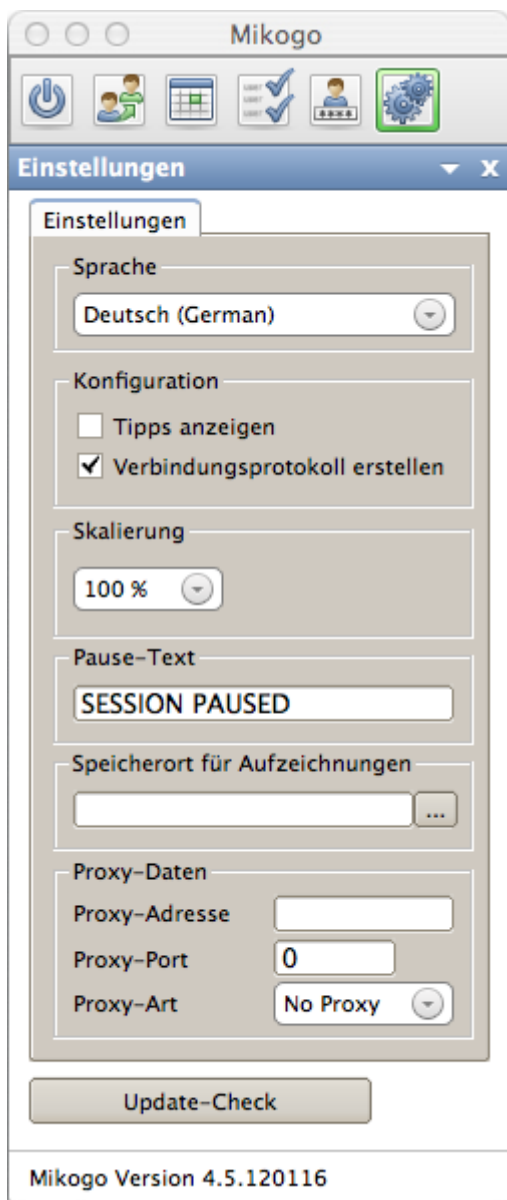 Mikogo
Einstellungen
Einstellungen
Sprache
Deutsch (German)
Konfiguration
Tipps anzeigen
Verbindungsprotokoll erstellen
Skalierung
100 %
Pause-Text
SESSION PAUSED
Speicherort für Aufzeichnungen
...
Proxy-Daten
Proxy-Adresse
Proxy-Port 0
Proxy-Art No Proxy
Update-Check
Mikogo Version 4.5.120116